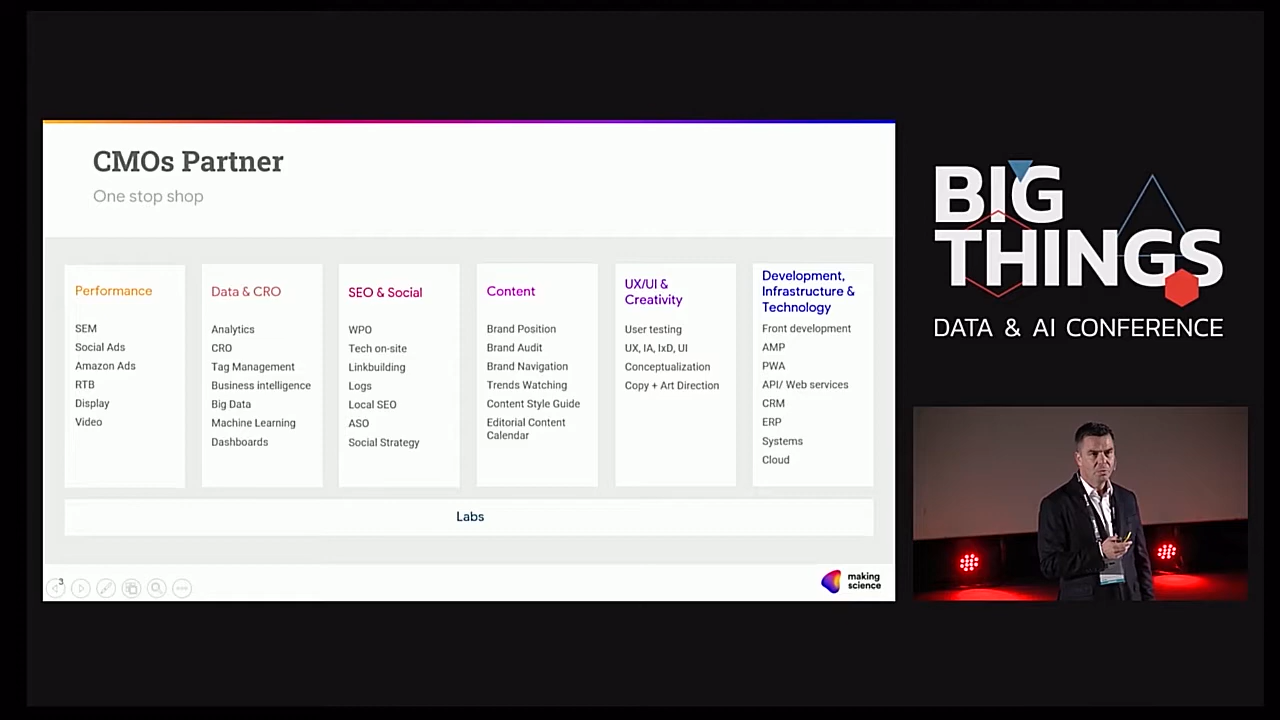 CMOs Partner
One stop shop
Performance
SEM
Social Ads
Amazon Ads
RTB
Display
Video
Data & CRO
Analytics
CRO
Tag Management
Business intelligence
Big Data
Machine Learning
Dashboards
SEO & Social
WPO
Tech on-site
Linkbuilding
Logs
Local SEO
ASO
Social Strategy
Content
Brand Position
Brand Audit
Brand Navigation
Trends Watching
Content Style Guide
Editorial Content
Calendar
UX/UI &
Creativity
User testing
UX, IA, IxD, UI
Conceptualization
Copy + Art Direction
Development,
Infrastructure &
Technology
Front development
AMP
PWA
API/ Web services
CRM
ERP
Systems
Cloud
Labs
3
making
science
BIG
THINGS
DATA & AI CONFERENCE